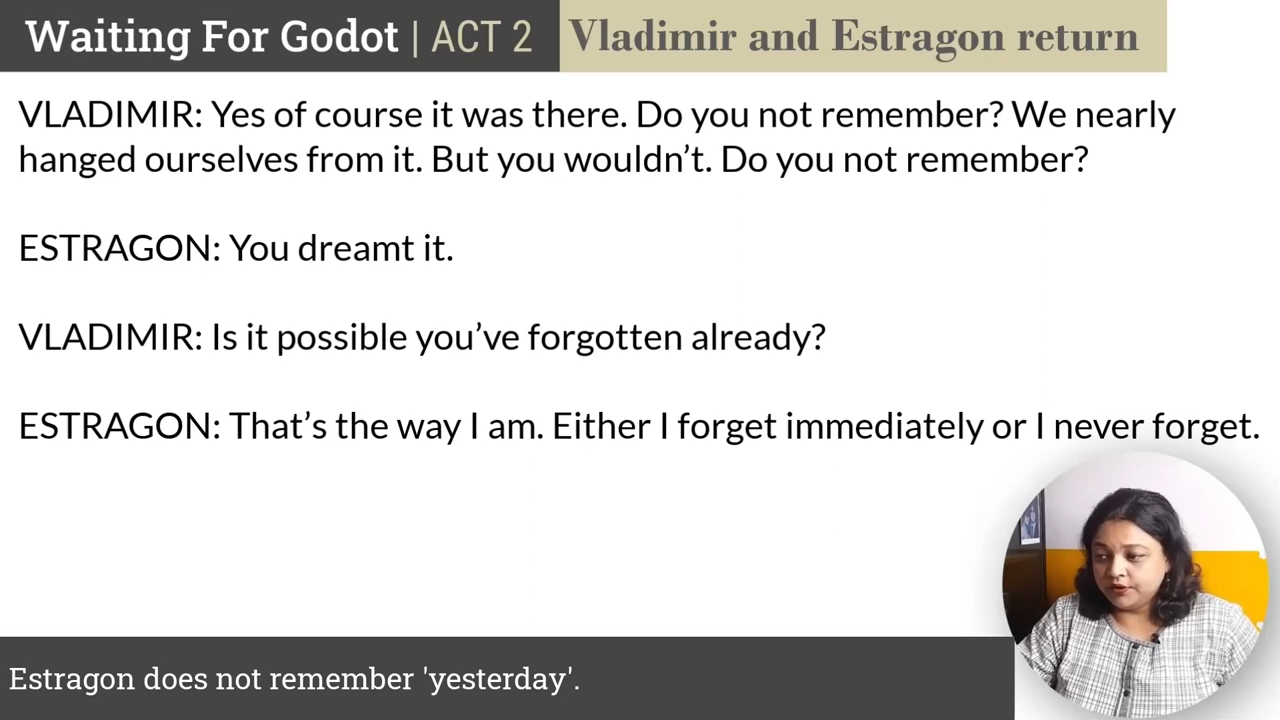 Waiting For Godot | ACT 2 Vladimir and Estragon return
VLADIMIR: Yes of course it was there. Do you not remember? We nearly
hanged ourselves from it. But you wouldn’t. Do you not remember?
ESTRAGON: You dreamt it.
VLADIMIR: Is it possible you’ve forgotten already?
ESTRAGON: That’s the way I am. Either I forget immediately or I never forget.
Estragon does not remember 'yesterday'.